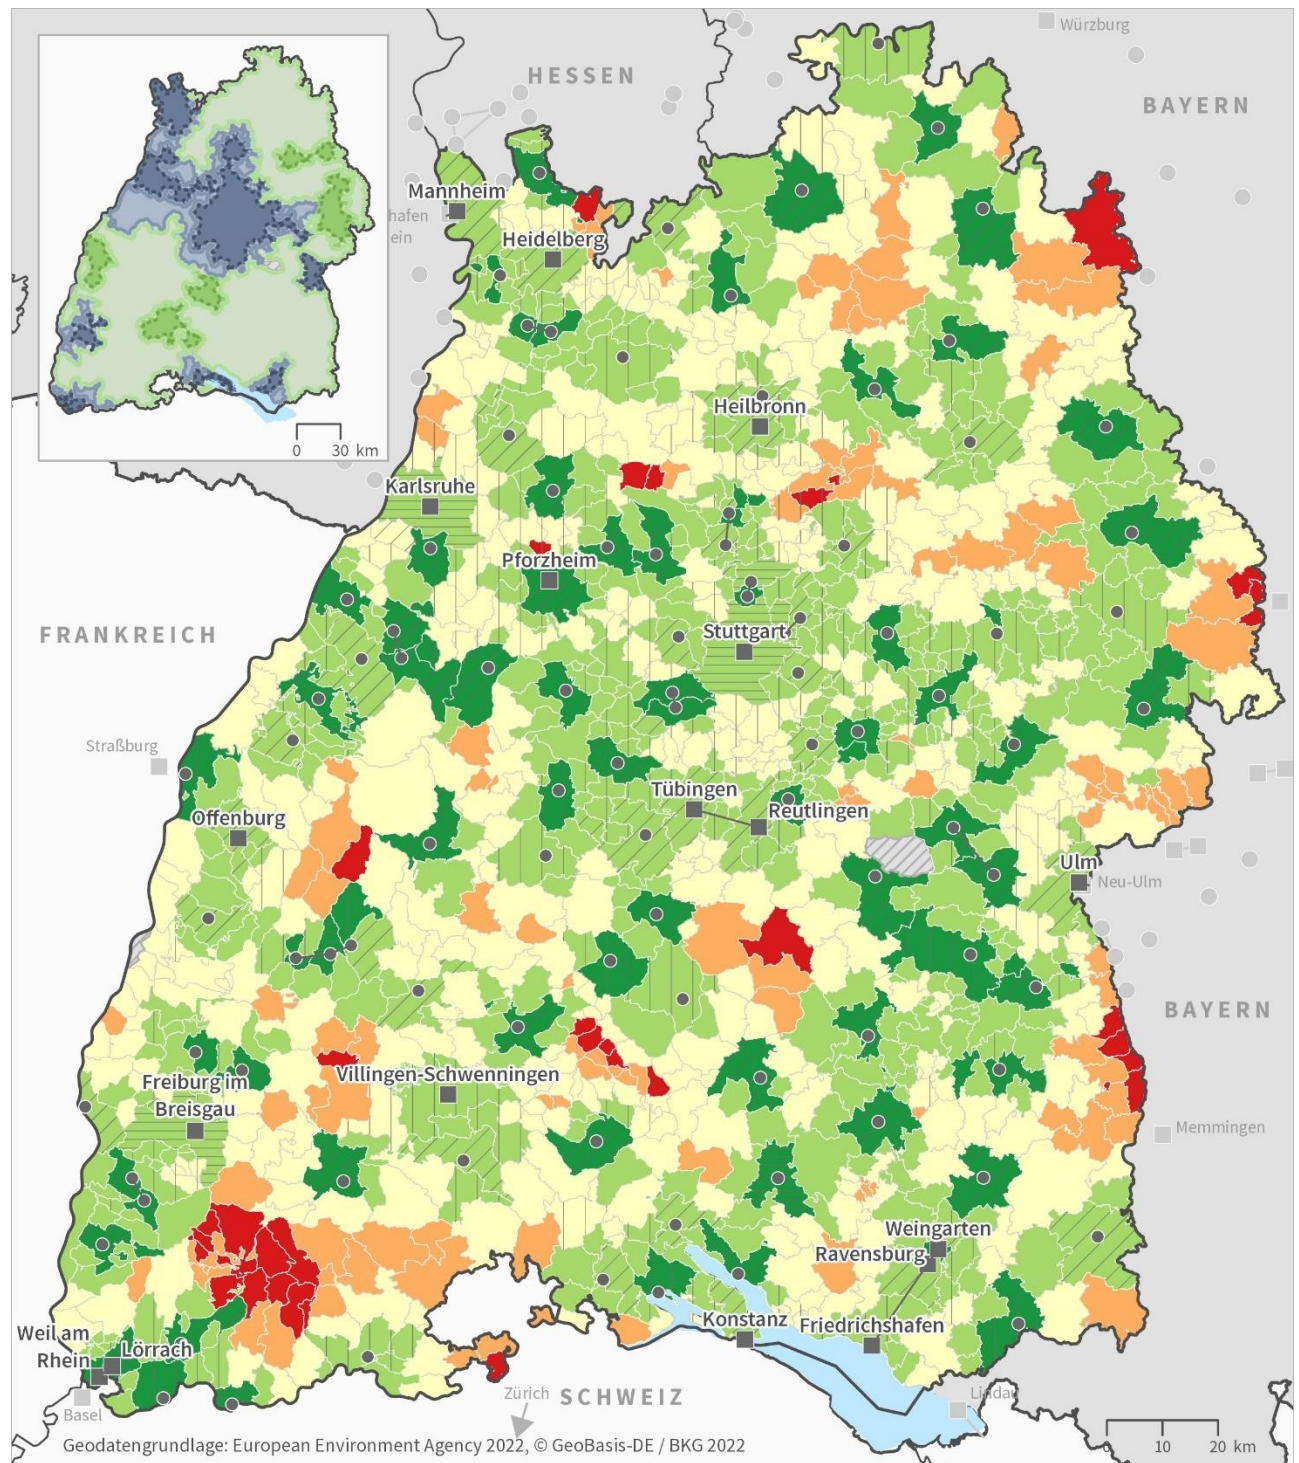 Würzburg
HESSEN
BAYERN
Mannheim
hafen
ein
Heidelberg
0 30 km
Heilbronn
Karlsruhe
Pforzheim
FRANKREICH
Stuttgart
Straßburg
Tübingen
Reutlingen
Offenburg
Ulm
Neu-Ulm
BAYERN
Villingen-Schwenningen
Freiburg im
Breisgau
Memmingen
Weingarten
Ravensburg
Konstanz
Friedrichshafen
Weil am
Rhein
Lörrach
Zürich
SCHWEIZ
Lindau
Basel
0 10 20 km
Geodatengrundlage: European Environment Agency 2022, © GeoBasis-DE / BKG 2022